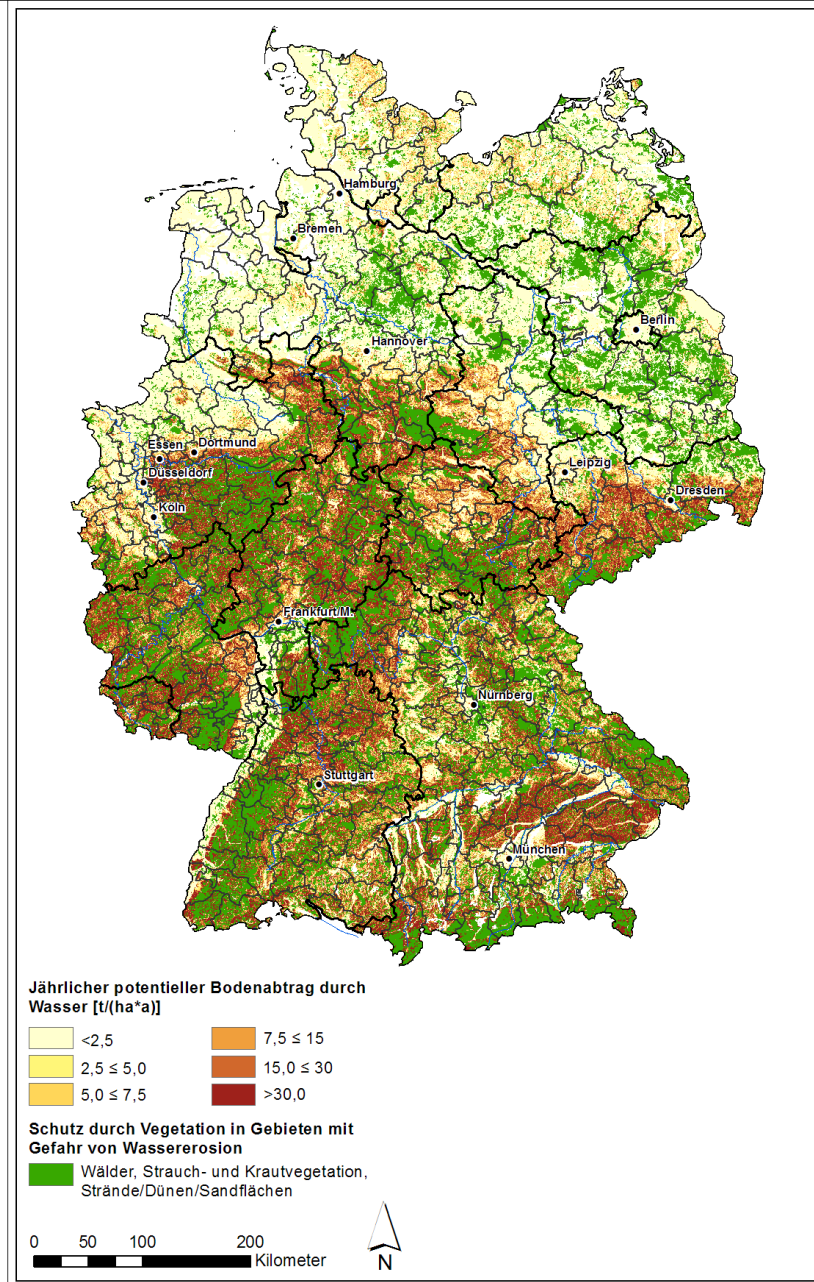 Hamburg
Bremen
Berlin
Hannover
Essen
Dortmund
Düsseldorf
Leipzig
Dresden
Köln
Frankfurt/M.
Nürnberg
Stuttgart
München
Jährlicher potentieller Bodenabtrag durch
Wasser [t/(ha*a)]
<2,5
7,5 ≤ 15
2,5 ≤ 5,0
15,0 ≤ 30
5,0 ≤ 7,5
>30,0
Schutz durch Vegetation in Gebieten mit
Gefahr von Wassererosion
Wälder, Strauch- und Krautvegetation,
Strände/Dünen/Sandflächen
0 50 100 200
Kilometer
N